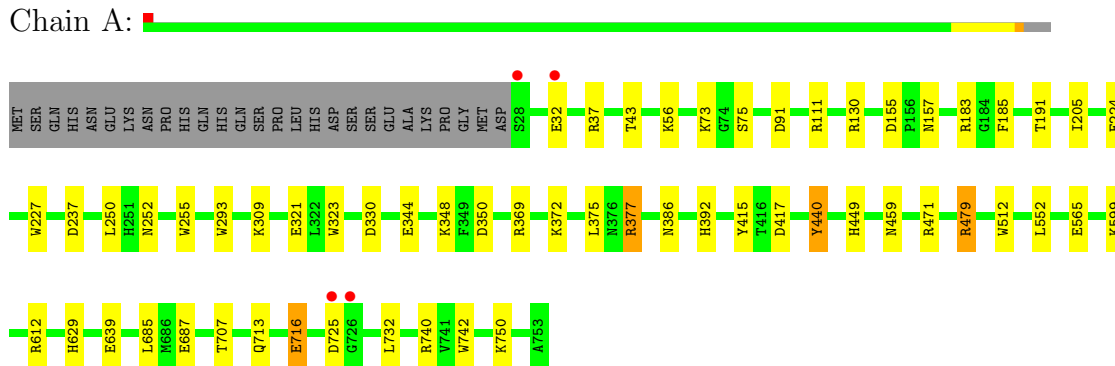 Chain A:
MET SER GLN HIS ASN GLU LYS ASN PRO HIS GLN HIS GLN SER PRO LEU HIS ASP SER SER GLU ALA LYS PRO GLY MET ASP S28 E32 R37 T43 K56 K73 G74 S75 D91 R111 R130 D155 P156 N157 R183 G184 F185 T191 I205
W227 D237 L250 H251 N252 W255 W293 K309 E321 L322 W323 D330 E344 K348 F349 D350 R369 K372 L375 N376 R377 N386 H392 Y415 T416 D417 Y440 H449 N459 R471 R479 W512 L552 E565
R612 H629 E639 L685 M686 E687 T707 Q713 E716 D725 G726 L732 R740 V741 W742 K750 A753